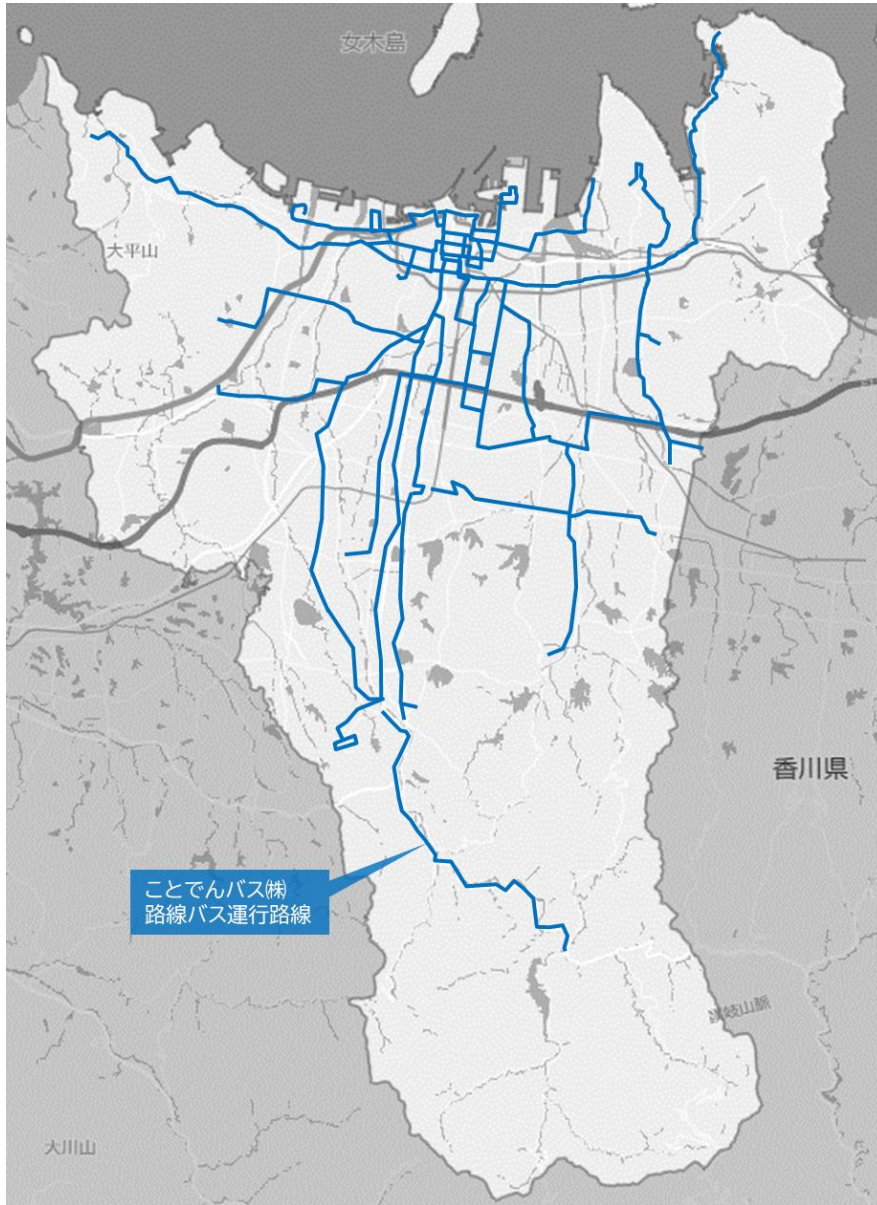 女木島
大平山
香川県
ことでんバス㈱
路線バス運行路線
讃岐山脈
大川山